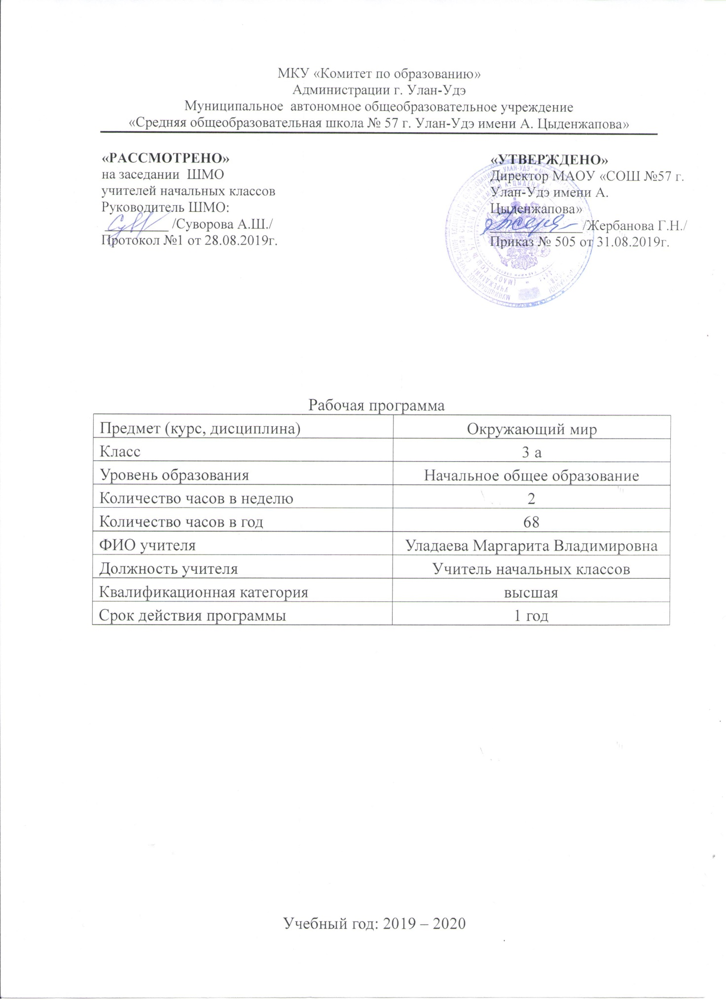 МКУ «Комитет по образованию»
Администрации г. Улан-Удэ
Муниципальное автономное общеобразовательное учреждение
«Средняя общеобразовательная школа № 57 г. Улан-Удэ имени А. Цыденжапова»
«РАССМОТРЕНО»
на заседании ШМО
учителей начальных классов
Руководитель ШМО:
_________ /Суворова А.Ш./
Протокол №1 от 28.08.2019г.
«УТВЕРЖДЕНО»
Директор МАОУ «СОШ №57 г.
Улан-Удэ имени А.
Цыденжапова»
_____________/Жербанова Г.Н./
Приказ № 505 от 31.08.2019г.
Рабочая программа
Предмет (курс, дисциплина) Окружающий мир
Класс 3 а
Уровень образования Начальное общее образование
Количество часов в неделю 2
Количество часов в год 68
ФИО учителя Уладаева Маргарита Владимировна
Должность учителя Учитель начальных классов
Квалификационная категория высшая
Срок действия программы 1 год
Учебный год: 2019 – 2020